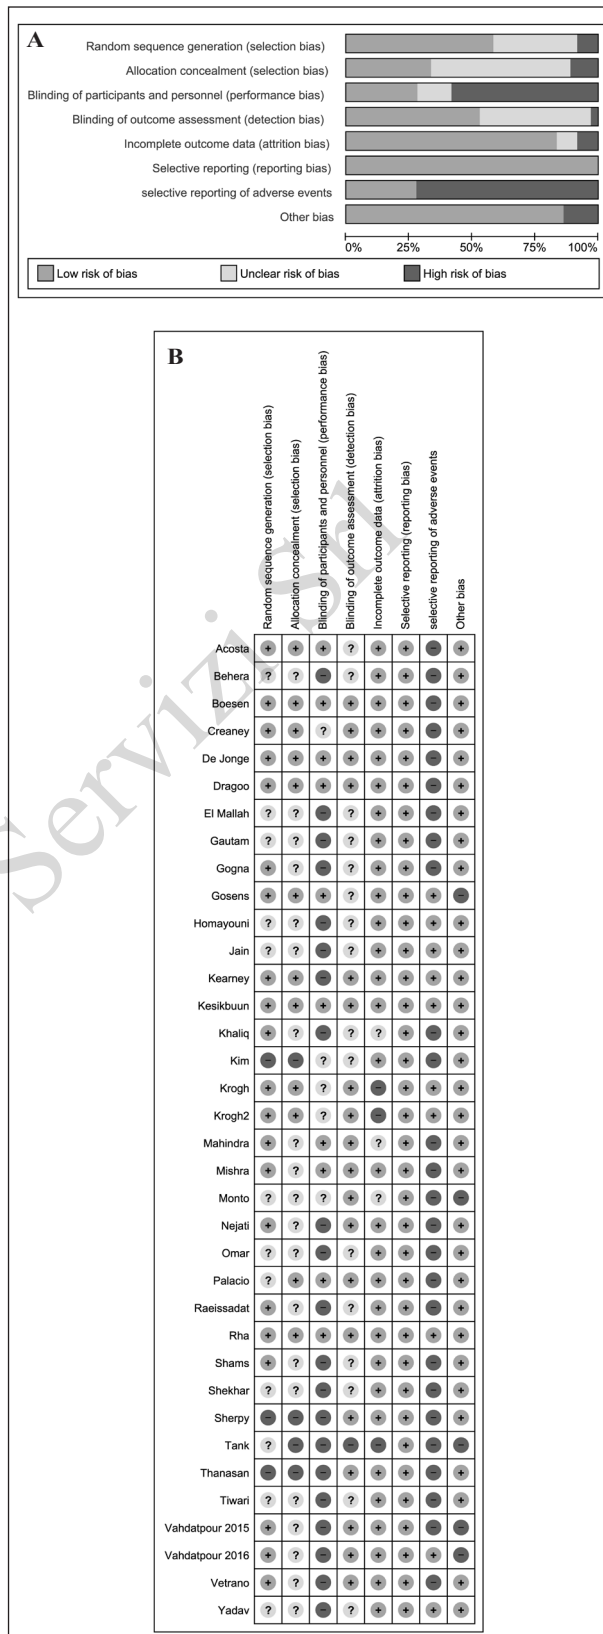 A
Random sequence generation (selection bias)
Allocation concealment (selection bias)
Blinding of participants and personnel (performance bias)
Blinding of outcome assessment (detection bias)
Incomplete outcome data (attrition bias)
Selective reporting (reporting bias)
selective reporting of adverse events
Other bias
0% 25% 50% 75% 100%
Low risk of bias Unclear risk of bias High risk of bias
B
Random sequence generation (selection bias)
Allocation concealment (selection bias)
Blinding of participants and personnel (performance bias)
Blinding of outcome assessment (detection bias)
Incomplete outcome data (attrition bias)
Selective reporting (reporting bias)
selective reporting of adverse events
Other bias
Acosta + + + ? + + – +
Behera ? ? – ? + + – +
Boesen + + + + + + – +
Creaney + + ? + + + – +
De Jonge + + + + + + – +
Dragoo + + + + + + – +
El Mallah ? ? – ? + + – +
Gautam ? ? – ? + + – +
Gogna + ? – ? + + – +
Gosens + + + ? + + + –
Homayouni ? ? – ? + + + +
Jain ? ? – ? + + + +
Kearney + + – + + + + +
Kesikbuun + + + + + + + +
Khaliq + ? – ? ? + – +
Kim – – ? ? + + – +
Krogh + + ? + – + + +
Krogh2 + + ? + – + + +
Mahindra + ? + + ? + – +
Mishra + ? + + + + – +
Monto ? ? ? + ? + – –
Nejati + ? – + + + – +
Omar ? ? – ? + + – +
Palacio ? + + + + + – +
Raeissadat + ? – ? + + – +
Rha + + + + + + + +
Shams + ? – ? + + – +
Shekhar ? ? – ? + + – +
Sherpy – – – + + + – +
Tank ? – – – – + – –
Thanasan – – – + + + – +
Tiwari ? ? – ? + + – +
Vahdatpour 2015 + ? – + + + – –
Vahdatpour 2016 + ? – + + + + –
Vetrano + ? – + + + – +
Yadav ? ? – ? + + + +
Servizi Srl